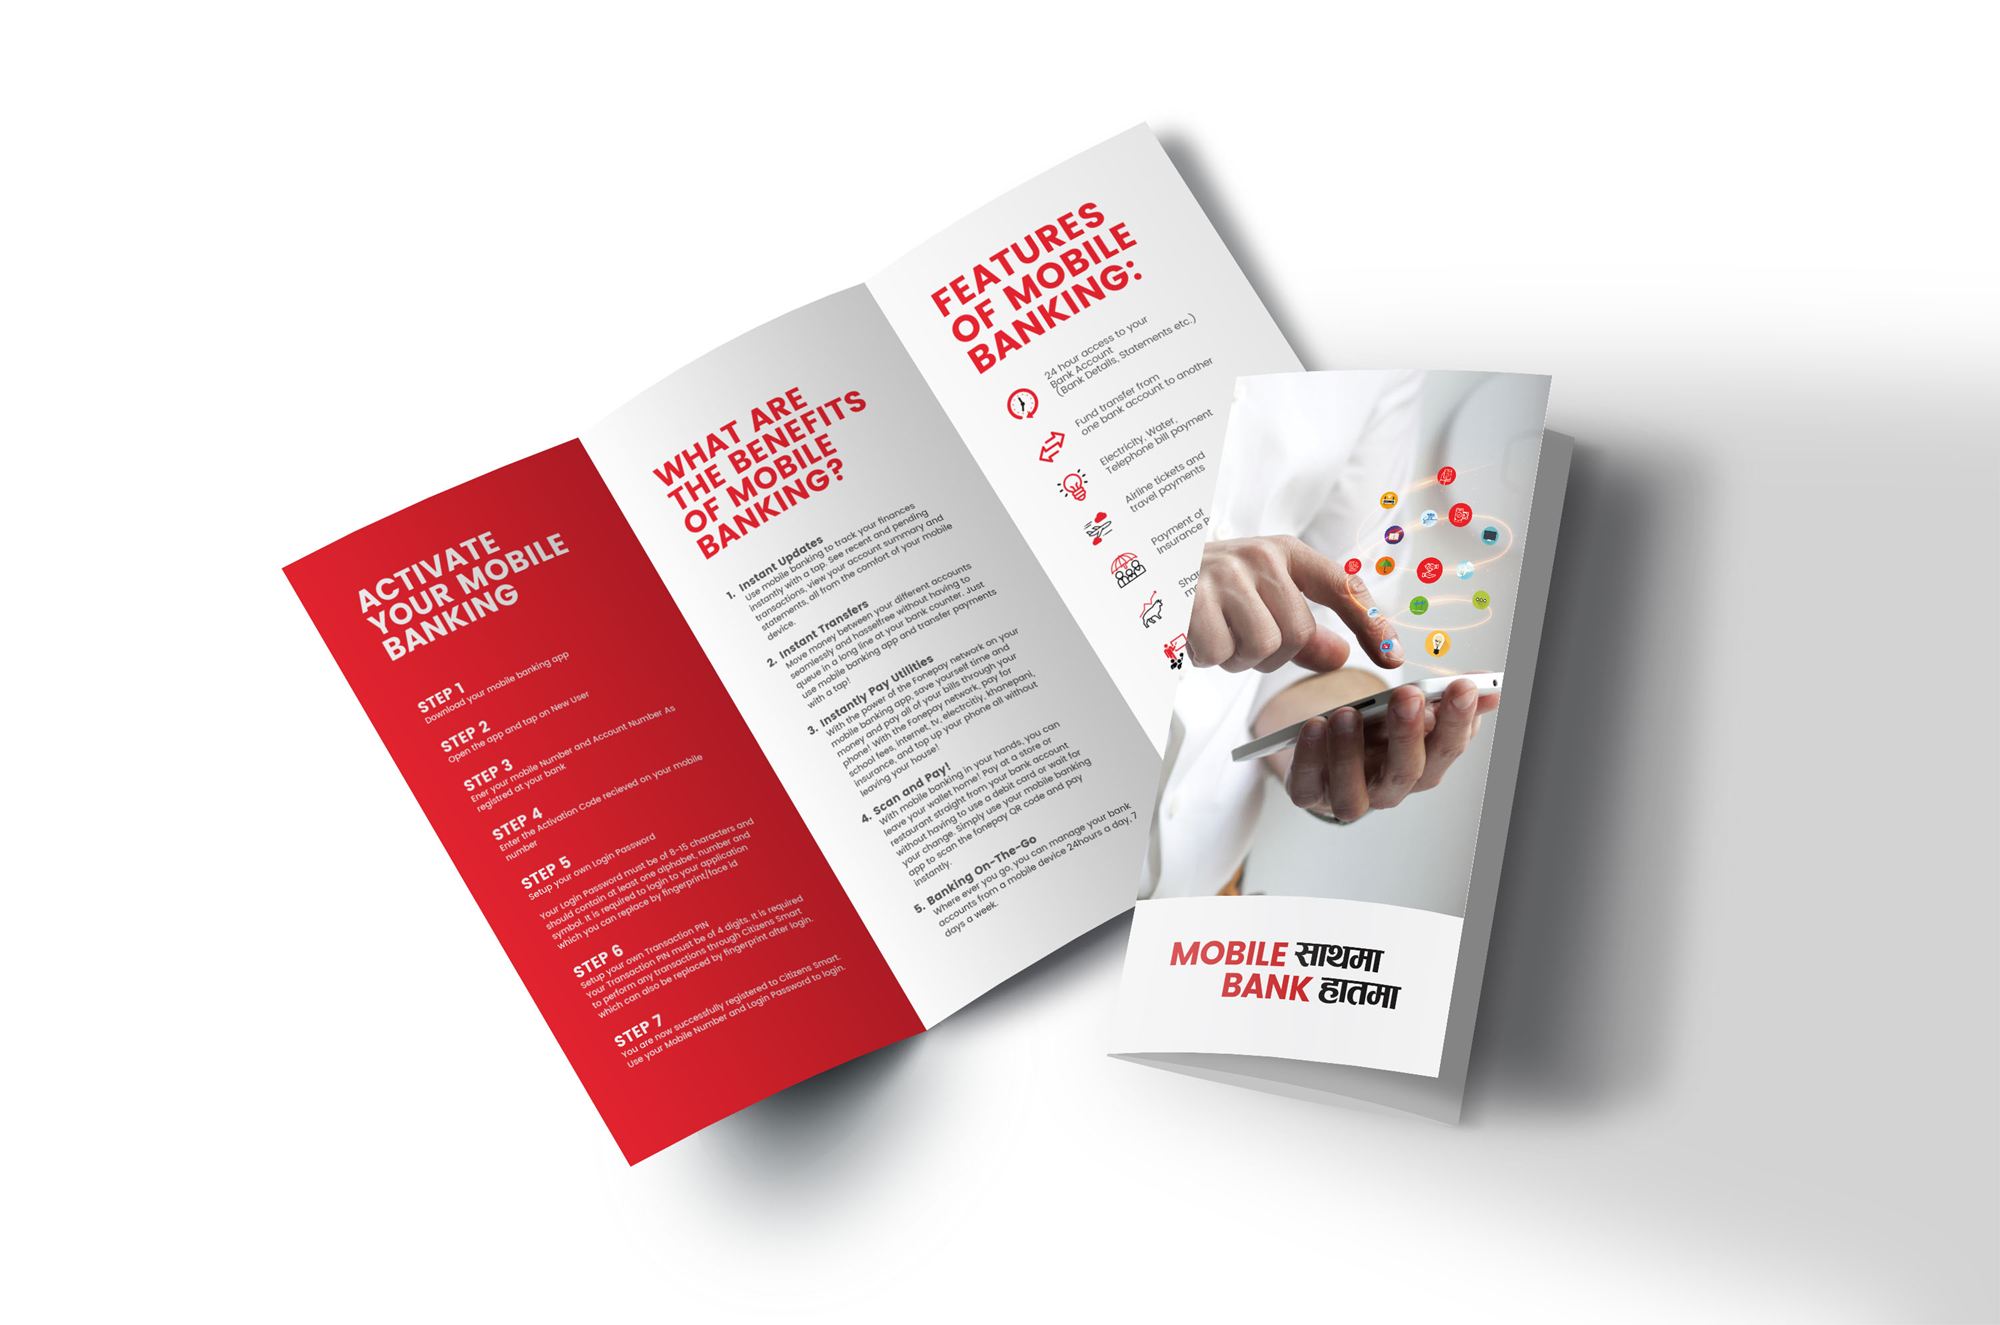 ACTIVATE
YOUR MOBILE
BANKING
STEP 1
Download your mobile banking app
STEP 2
Open the app and tap on New User
STEP 3
Ener your mobile Number and Account Number As
registred at your bank
STEP 4
Enter the Activation Code recieved on your mobile
number
STEP 5
Setup your own Login Password
Your Login Password must be of 8-15 characters and
should contain at least one alphabet, number and
symbol. It is required to login to your application
which you can replace by fingerprint/face id
STEP 6
Setup your own Transaction PIN
Your Transaction PIN must be of 4 digits. It is required
to perform any transactions through Citizens Smart,
which can also be replaced by fingerprint after login.
STEP 7
You are now successfully registered to Citizens Smart.
Use your Mobile Number and Login Password to login.
WHAT ARE
THE BENEFITS
OF MOBILE
BANKING?
1. Instant Updates
Use mobile banking to track your finances
instantly with a tap. See recent and pending
transactions, view your account summary and
statements, all from the comfort of your mobile
device.
2. Instant Transfers
Move money between your different accounts
seamlessly and hasselfree without having to
queue in a long line at your bank counter. Just
use mobile banking app and transfer payments
with a tap!
3. Instantly Pay Utilities
With the power of the Fonepay network on your
mobile banking app, save yourself time and
money and pay all of your bills through your
phone! With the Fonepay network, pay for
school fees, internet, tv, electrcitiy, khanepani,
insurance, and top up your phone all without
leaving your house!
4. Scan and Pay!
With mobile banking in your hands, you can
leave your wallet home! Pay at a store or
restaurant straight from your bank account
without having to use a debit card or wait for
your change. Simply use your mobile banking
app to scan the fonepay QR code and pay
instantly.
5. Banking On-The-Go
Where ever you go, you can manage your bank
accounts from a mobile device 24hours a day, 7
days a week.
FEATURES
OF MOBILE
BANKING:
24 hour access to your
Bank Account
(Bank Details, Statements etc.)
Fund transfer from
one bank account to another
Electricity, Water,
Telephone bill payment
Airline tickets and
travel payments
Payment of
Insurance P
Shar
MOBILE साथमा
BANK हातमा